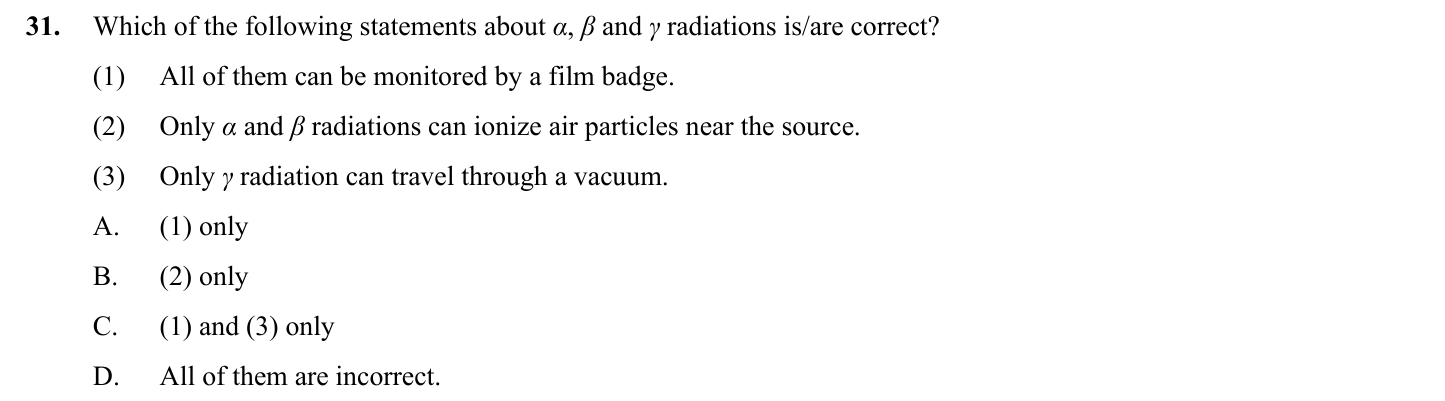 31. Which of the following statements about α, β and γ radiations is/are correct?
(1) All of them can be monitored by a film badge.
(2) Only α and β radiations can ionize air particles near the source.
(3) Only γ radiation can travel through a vacuum.
A. (1) only
B. (2) only
C. (1) and (3) only
D. All of them are incorrect.